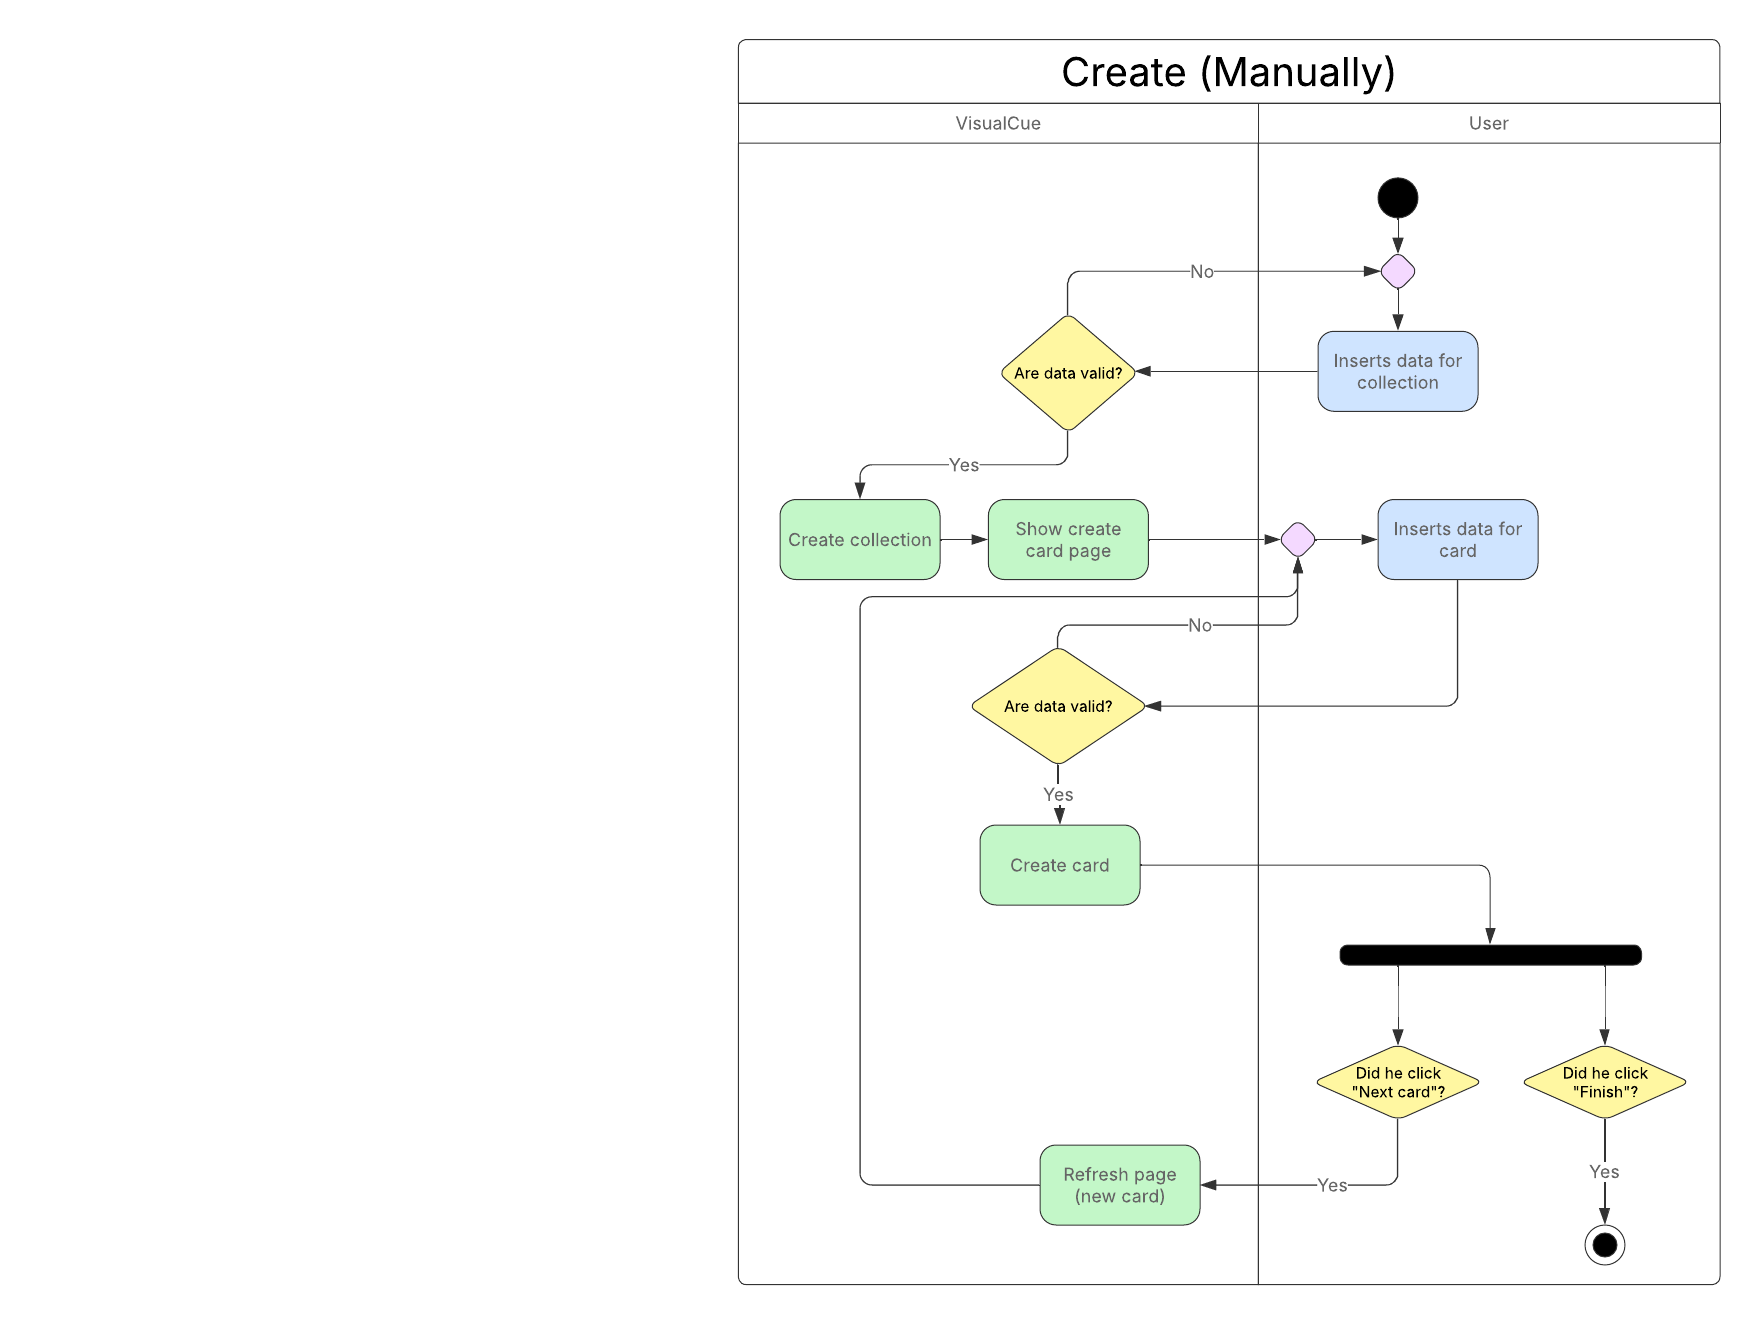 Create (Manually)
VisualCue
User
No
Are data valid?
Inserts data for
collection
Yes
Create collection
Show create
card page
Inserts data for
card
No
Are data valid?
Yes
Create card
Did he click
"Next card"?
Did he click
"Finish"?
Refresh page
(new card)
Yes
Yes